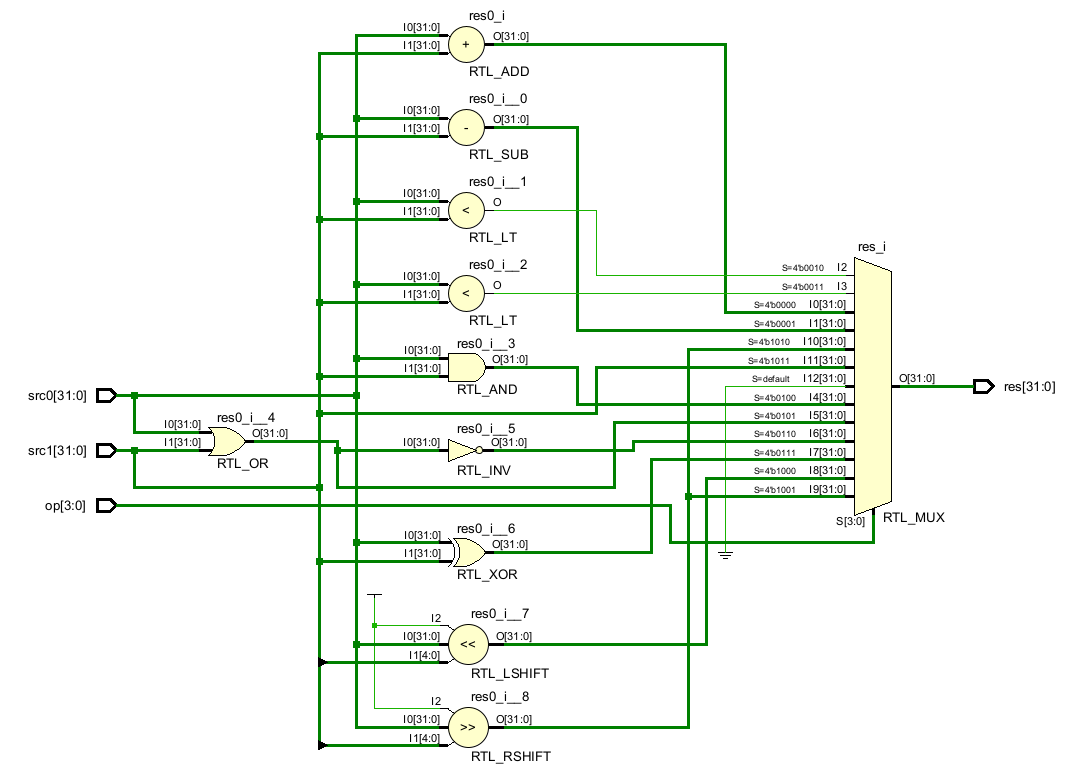 res0_i
I0[31:0]
I1[31:0]
+
O[31:0]
RTL_ADD
res0_i__0
I0[31:0]
I1[31:0]
-
O[31:0]
RTL_SUB
res0_i__1
I0[31:0]
I1[31:0]
<
O
RTL_LT
res0_i__2
I0[31:0]
I1[31:0]
<
O
RTL_LT
res0_i__3
I0[31:0]
I1[31:0]
O[31:0]
RTL_AND
src0[31:0]
src1[31:0]
op[3:0]
res0_i__4
I0[31:0]
I1[31:0]
O[31:0]
RTL_OR
res0_i__5
I0[31:0]
O[31:0]
RTL_INV
res0_i__6
I0[31:0]
I1[31:0]
O[31:0]
RTL_XOR
res0_i__7
I2
I0[31:0]
I1[4:0]
<<
O[31:0]
RTL_LSHIFT
res0_i__8
I2
I0[31:0]
I1[4:0]
>>
O[31:0]
RTL_RSHIFT
res_i
S=4'b0010 I2
S=4'b0011 I3
S=4'b0000 I0[31:0]
S=4'b0001 I1[31:0]
S=4'b1010 I10[31:0]
S=4'b1011 I11[31:0]
S=default I12[31:0]
S=4'b0100 I4[31:0]
S=4'b0101 I5[31:0]
S=4'b0110 I6[31:0]
S=4'b0111 I7[31:0]
S=4'b1000 I8[31:0]
S=4'b1001 I9[31:0]
S[3:0]
RTL_MUX
O[31:0]
res[31:0]